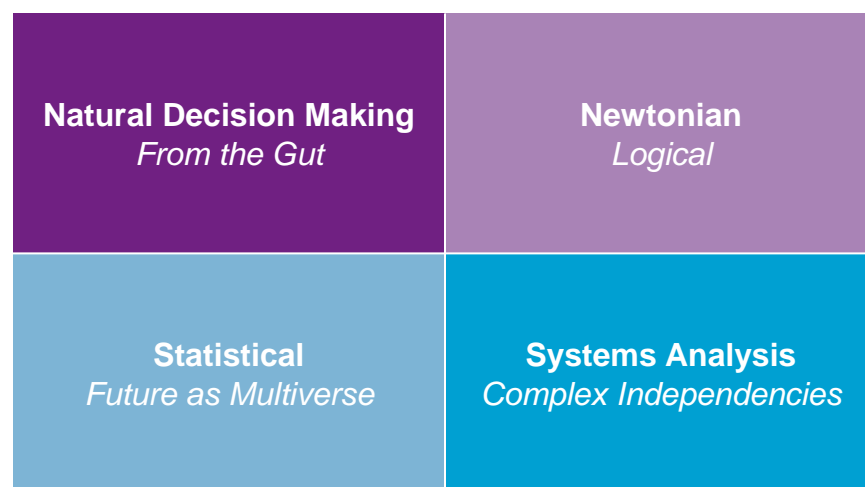 Natural Decision Making
From the Gut
Newtonian
Logical
Statistical
Future as Multiverse
Systems Analysis
Complex Independencies